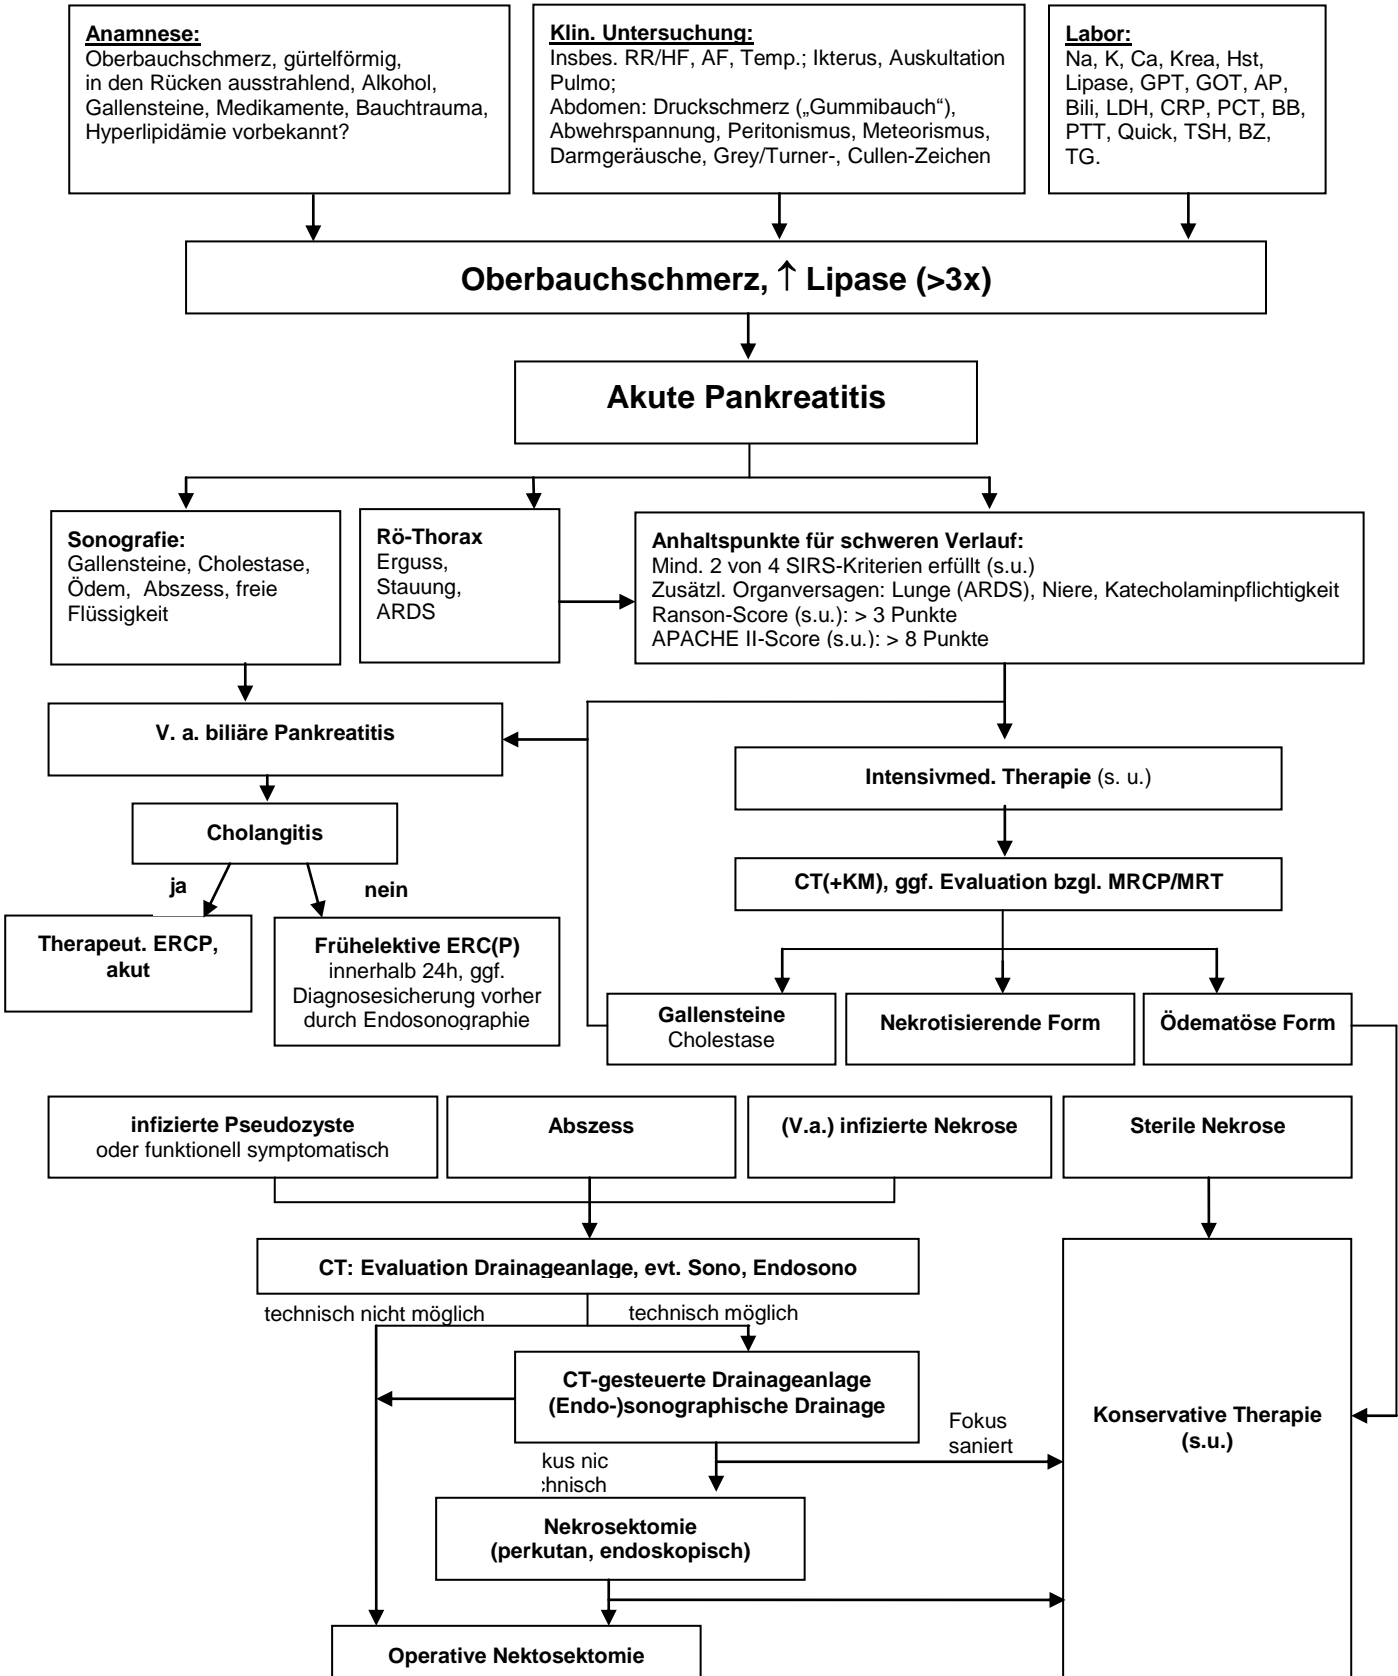 Anamnese:
Oberbauchschmerz, gürtelförmig,
in den Rücken ausstrahlend, Alkohol,
Gallensteine, Medikamente, Bauchtrauma,
Hyperlipidämie vorbekannt?
Klin. Untersuchung:
Insbes. RR/HF, AF, Temp.; Ikterus, Auskultation
Pulmo;
Abdomen: Druckschmerz („Gummibauch“),
Abwehrspannung, Peritonismus, Meteorismus,
Darmgeräusche, Grey/Turner-, Cullen-Zeichen
Labor:
Na, K, Ca, Krea, Hst,
Lipase, GPT, GOT, AP,
Bili, LDH, CRP, PCT, BB,
PTT, Quick, TSH, BZ,
TG.
Oberbauchschmerz, ↑ Lipase (>3x)
Akute Pankreatitis
Sonografie:
Gallensteine, Cholestase,
Ödem, Abszess, freie
Flüssigkeit
Rö-Thorax
Erguss,
Stauung,
ARDS
Anhaltspunkte für schweren Verlauf:
Mind. 2 von 4 SIRS-Kriterien erfüllt (s.u.)
Zusätzl. Organversagen: Lunge (ARDS), Niere, Katecholaminpflichtigkeit
Ranson-Score (s.u.): > 3 Punkte
APACHE II-Score (s.u.): > 8 Punkte
V. a. biliäre Pankreatitis
Intensivmed. Therapie (s. u.)
Cholangitis
ja
nein
CT(+KM), ggf. Evaluation bzgl. MRCP/MRT
Therapeut. ERCP,
akut
Frühelektive ERC(P)
innerhalb 24h, ggf.
Diagnosesicherung vorher
durch Endosonographie
Gallensteine
Cholestase
Nekrotisierende Form
Ödematöse Form
infizierte Pseudozyste
oder funktionell symptomatisch
Abszess
(V.a.) infizierte Nekrose
Sterile Nekrose
CT: Evaluation Drainageanlage, evt. Sono, Endosono
technisch nicht möglich
technisch möglich
CT-gesteuerte Drainageanlage
(Endo-)sonographische Drainage
Fokus
saniert
Konservative Therapie
(s.u.)
kus nic
chnisch
Nekrosektomie
(perkutan, endoskopisch)
Operative Nektosektomie